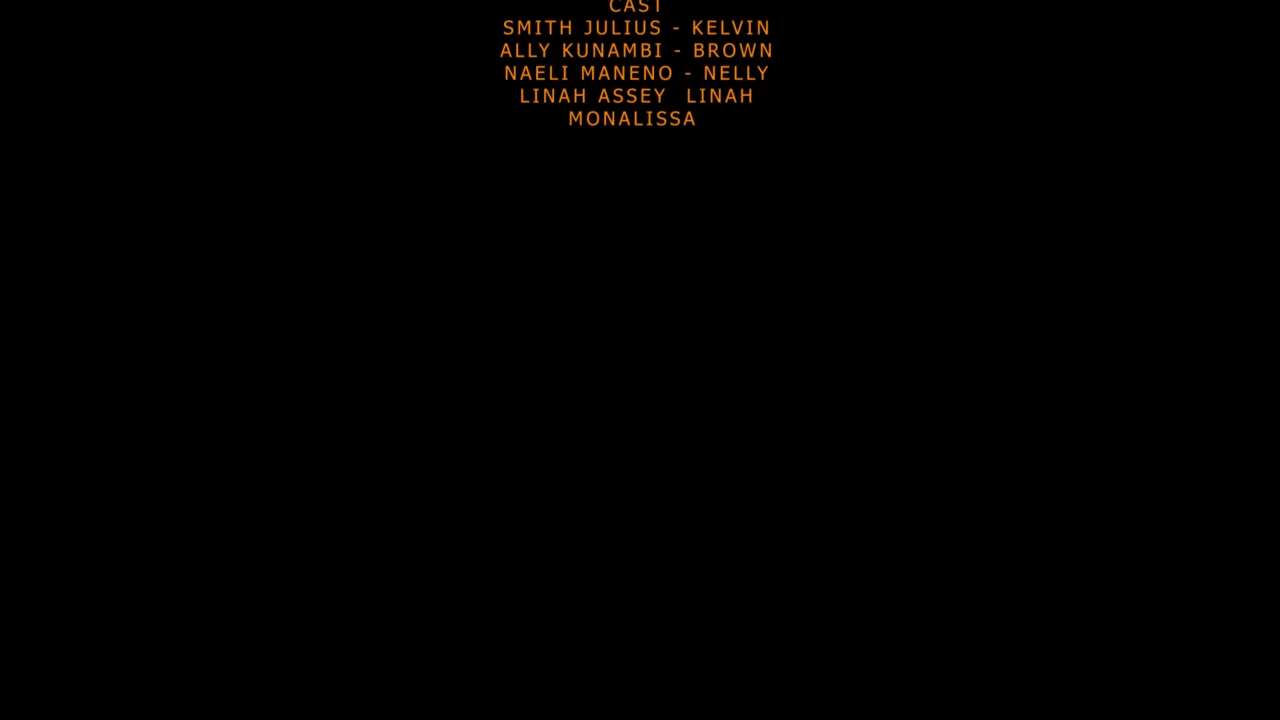 CAST
SMITH JULIUS - KELVIN
ALLY KUNAMBI - BROWN
NAELI MANENO - NELLY
LINAH ASSEY  LINAH
MONALISSA